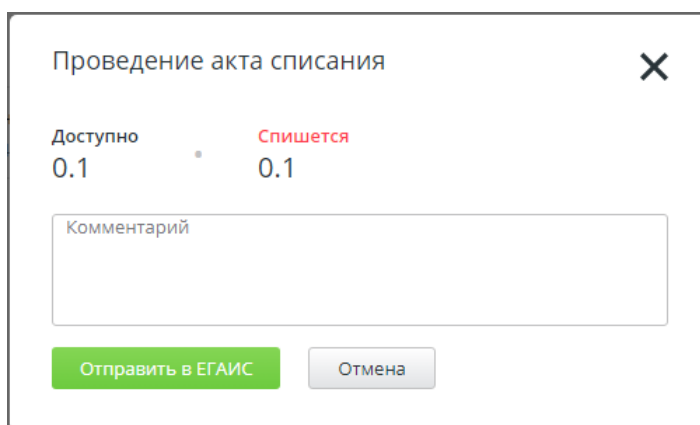 Проведение акта списания
Доступно Спишется
0.1 0.1
Комментарий
Отправить в ЕГАИС Отмена